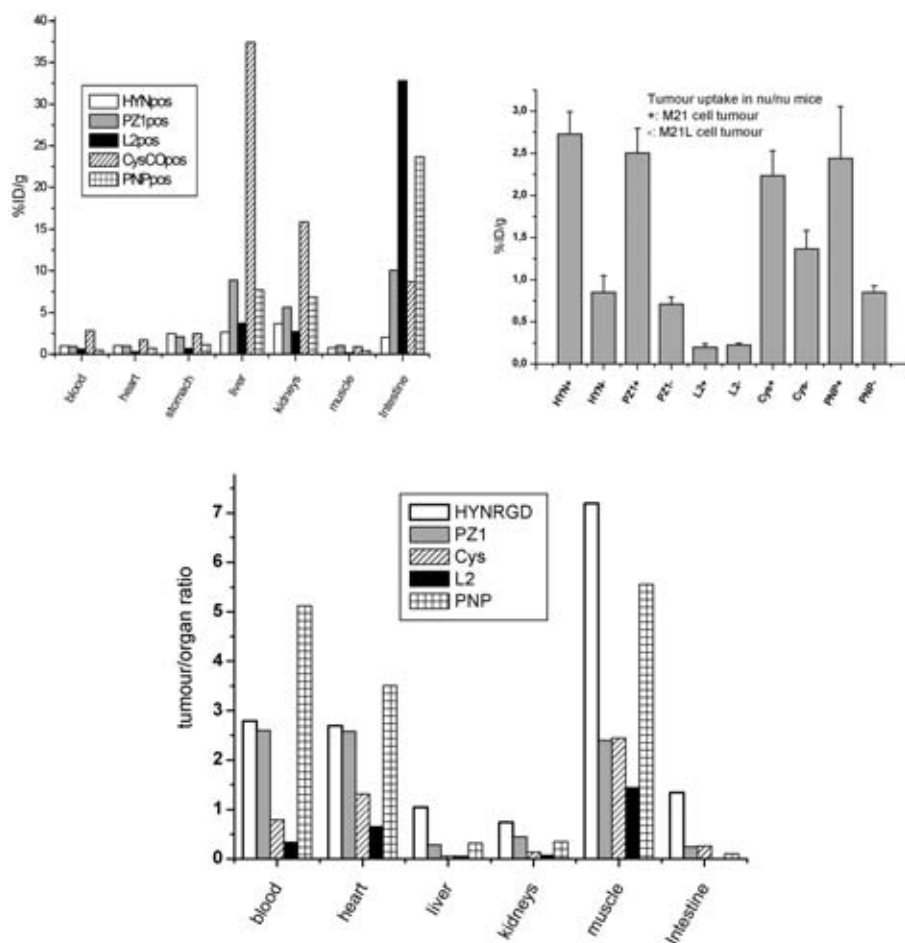 40
35
30
25
20
15
10
5
0
%ID/g
HYNpos
PZ1pos
L2pos
CysCOpos
PNPpos
blood
heart
stomach
liver
kidneys
muscle
Intestine
3,0
2,5
2,0
1,5
1,0
0,5
0,0
%ID/g
Tumour uptake in nu/nu mice
+: M21 cell tumour
-: M21L cell tumour
HYN+
HYN-
PZ1+
PZ1-
L2+
L2-
Cys+
Cys-
PNP+
PNP-
7
6
5
4
3
2
1
0
tumour/organ ratio
HYNRGD
PZ1
Cys
L2
PNP
blood
heart
liver
kidneys
muscle
Intestine